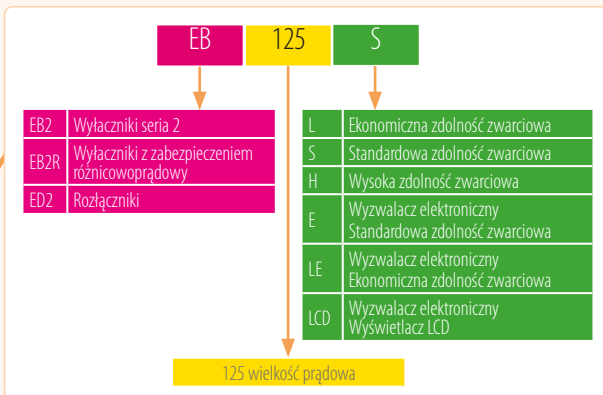 EB 125 S
EB2 Wyłaczniki seria 2
EB2R Wyłaczniki z zabezpieczeniem
różnicowoprądowy
ED2 Rozłączniki
L Ekonomiczna zdolność zwarciowa
S Standardowa zdolność zwarciowa
H Wysoka zdolność zwarciowa
E Wyzwalacz elektroniczny
Standardowa zdolność zwarciowa
LE Wyzwalacz elektroniczny
Ekonomiczna zdolność zwarciowa
LCD Wyzwalacz elektroniczny
Wyświetlacz LCD
125 wielkość prądowa